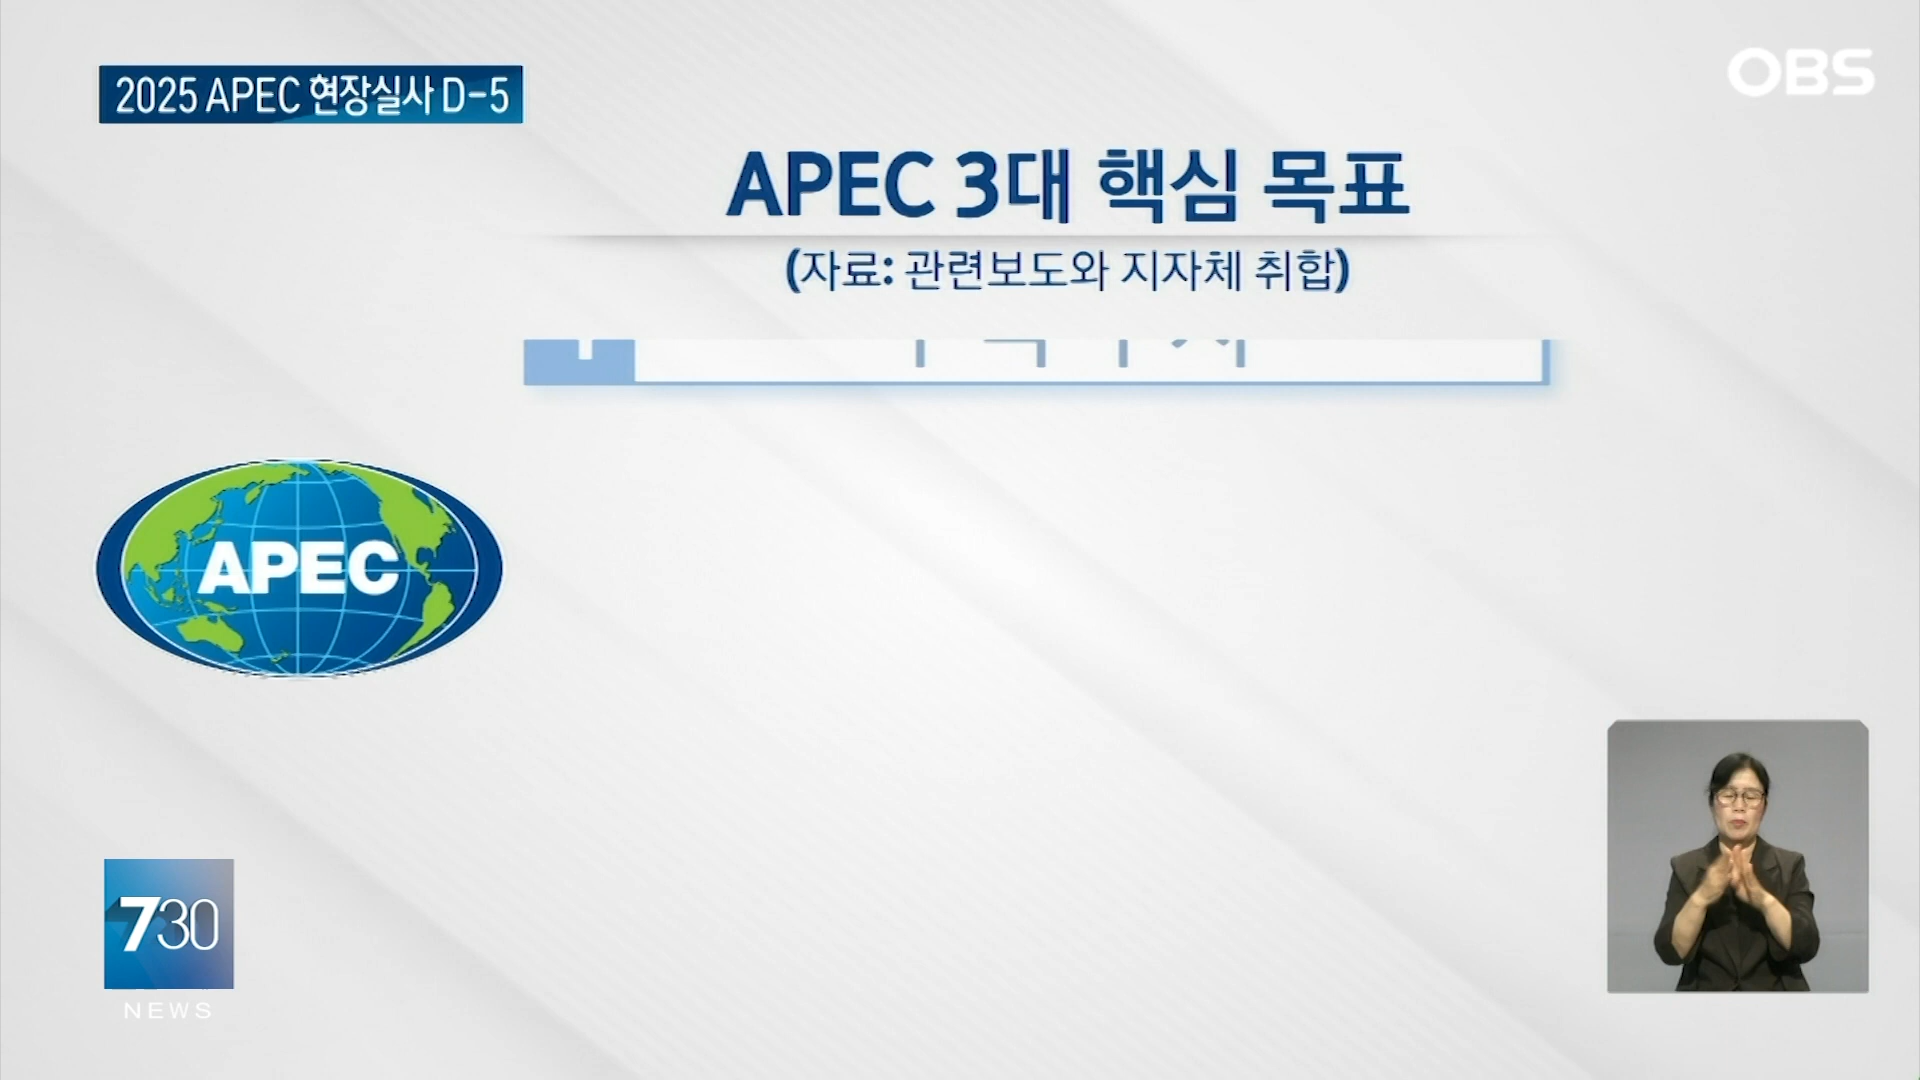 2025 APEC 현장실사 D-5
OBS
APEC 3대 핵심 목표
(자료: 관련보도와 지자체 취합)
APEC
730
NEWS